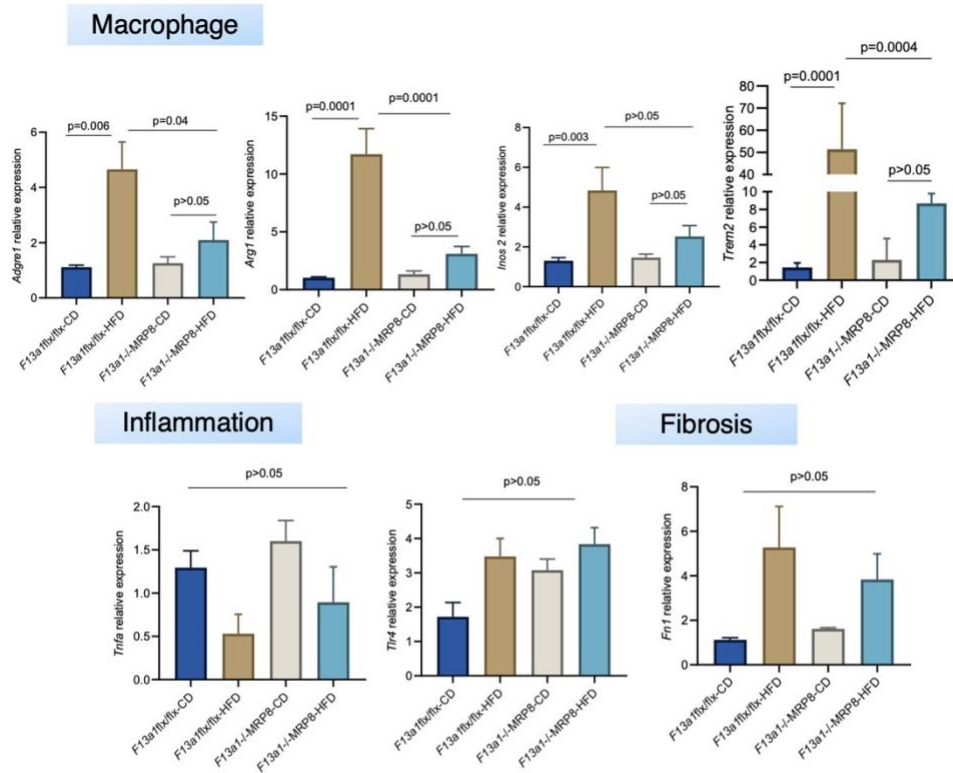 Macrophage
p=0.006
p=0.04
p>0.05
Adgre1 relative expression
6
4
2
0
F13a1flx/flx-CD
F13a1flx/flx-HFD
F13a1-/-MRP8-CD
F13a1-/-MRP8-HFD
p=0.0001
p=0.0001
p>0.05
Arg1 relative expression
15
10
5
0
F13a1flx/flx-CD
F13a1flx/flx-HFD
F13a1-/-MRP8-CD
F13a1-/-MRP8-HFD
p>0.05
p=0.003
p>0.05
Inos 2 relative expression
8
6
4
2
0
F13a1flx/flx-CD
F13a1flx/flx-HFD
F13a1-/-MRP8-CD
F13a1-/-MRP8-HFD
p=0.0004
p=0.0001
p>0.05
Trem2 relative expression
80
70
60
50
40
10
8
6
4
2
0
F13a1flx/flx-CD
F13a1flx/flx-HFD
F13a1-/-MRP8-CD
F13a1-/-MRP8-HFD
Inflammation
p>0.05
Tnfa relative expression
2.0
1.5
1.0
0.5
0.0
F13a1flx/flx-CD
F13a1flx/flx-HFD
F13a1-/-MRP8-CD
F13a1-/-MRP8-HFD
p>0.05
Tlr4 relative expression
5
4
3
2
1
0
F13a1flx/flx-CD
F13a1flx/flx-HFD
F13a1-/-MRP8-CD
F13a1-/-MRP8-HFD
Fibrosis
p>0.05
Fn1 relative expression
8
6
4
2
0
F13a1flx/flx-CD
F13a1flx/flx-HFD
F13a1-/-MRP8-CD
F13a1-/-MRP8-HFD